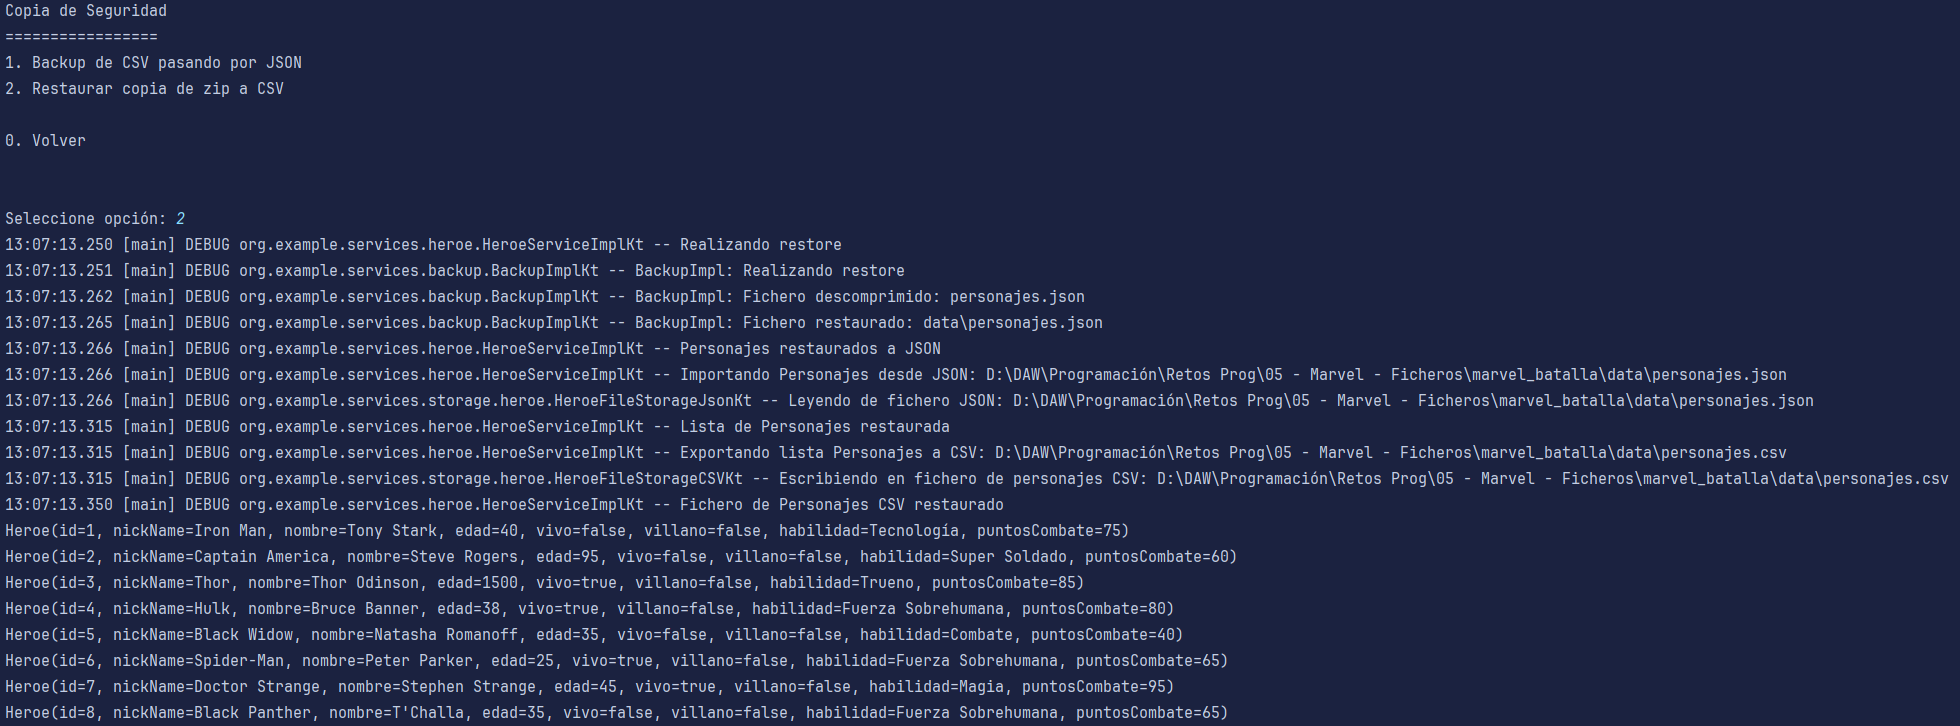 Copia de Seguridad
=================
1. Backup de CSV pasando por JSON
2. Restaurar copia de zip a CSV
0. Volver
Seleccione opción: 2
13:07:13.250 [main] DEBUG org.example.services.heroe.HeroeServiceImplKt -- Realizando restore
13:07:13.251 [main] DEBUG org.example.services.backup.BackupImplKt -- BackupImpl: Realizando restore
13:07:13.262 [main] DEBUG org.example.services.backup.BackupImplKt -- BackupImpl: Fichero descomprimido: personajes.json
13:07:13.265 [main] DEBUG org.example.services.backup.BackupImplKt -- BackupImpl: Fichero restaurado: data\personajes.json
13:07:13.266 [main] DEBUG org.example.services.heroe.HeroeServiceImplKt -- Personajes restaurados a JSON
13:07:13.266 [main] DEBUG org.example.services.heroe.HeroeServiceImplKt -- Importando Personajes desde JSON: D:\DAW\Programación\Retos Prog\05 - Marvel - Ficheros\marvel_batalla\data\personajes.json
13:07:13.266 [main] DEBUG org.example.services.storage.heroe.HeroeFileStorageJsonKt -- Leyendo de fichero JSON: D:\DAW\Programación\Retos Prog\05 - Marvel - Ficheros\marvel_batalla\data\personajes.json
13:07:13.315 [main] DEBUG org.example.services.heroe.HeroeServiceImplKt -- Lista de Personajes restaurada
13:07:13.315 [main] DEBUG org.example.services.heroe.HeroeServiceImplKt -- Exportando lista Personajes a CSV: D:\DAW\Programación\Retos Prog\05 - Marvel - Ficheros\marvel_batalla\data\personajes.csv
13:07:13.315 [main] DEBUG org.example.services.storage.heroe.HeroeFileStorageCSVKt -- Escribiendo en fichero de personajes CSV: D:\DAW\Programación\Retos Prog\05 - Marvel - Ficheros\marvel_batalla\data\personajes.csv
13:07:13.350 [main] DEBUG org.example.services.heroe.HeroeServiceImplKt -- Fichero de Personajes CSV restaurado
Heroe(id=1, nickName=Iron Man, nombre=Tony Stark, edad=40, vivo=false, villano=false, habilidad=Tecnología, puntosCombate=75)
Heroe(id=2, nickName=Captain America, nombre=Steve Rogers, edad=95, vivo=false, villano=false, habilidad=Super Soldado, puntosCombate=60)
Heroe(id=3, nickName=Thor, nombre=Thor Odinson, edad=1500, vivo=true, villano=false, habilidad=Trueno, puntosCombate=85)
Heroe(id=4, nickName=Hulk, nombre=Bruce Banner, edad=38, vivo=true, villano=false, habilidad=Fuerza Sobrehumana, puntosCombate=80)
Heroe(id=5, nickName=Black Widow, nombre=Natasha Romanoff, edad=35, vivo=false, villano=false, habilidad=Combate, puntosCombate=40)
Heroe(id=6, nickName=Spider-Man, nombre=Peter Parker, edad=25, vivo=true, villano=false, habilidad=Fuerza Sobrehumana, puntosCombate=65)
Heroe(id=7, nickName=Doctor Strange, nombre=Stephen Strange, edad=45, vivo=true, villano=false, habilidad=Magia, puntosCombate=95)
Heroe(id=8, nickName=Black Panther, nombre=T'Challa, edad=35, vivo=false, villano=false, habilidad=Fuerza Sobrehumana, puntosCombate=65)